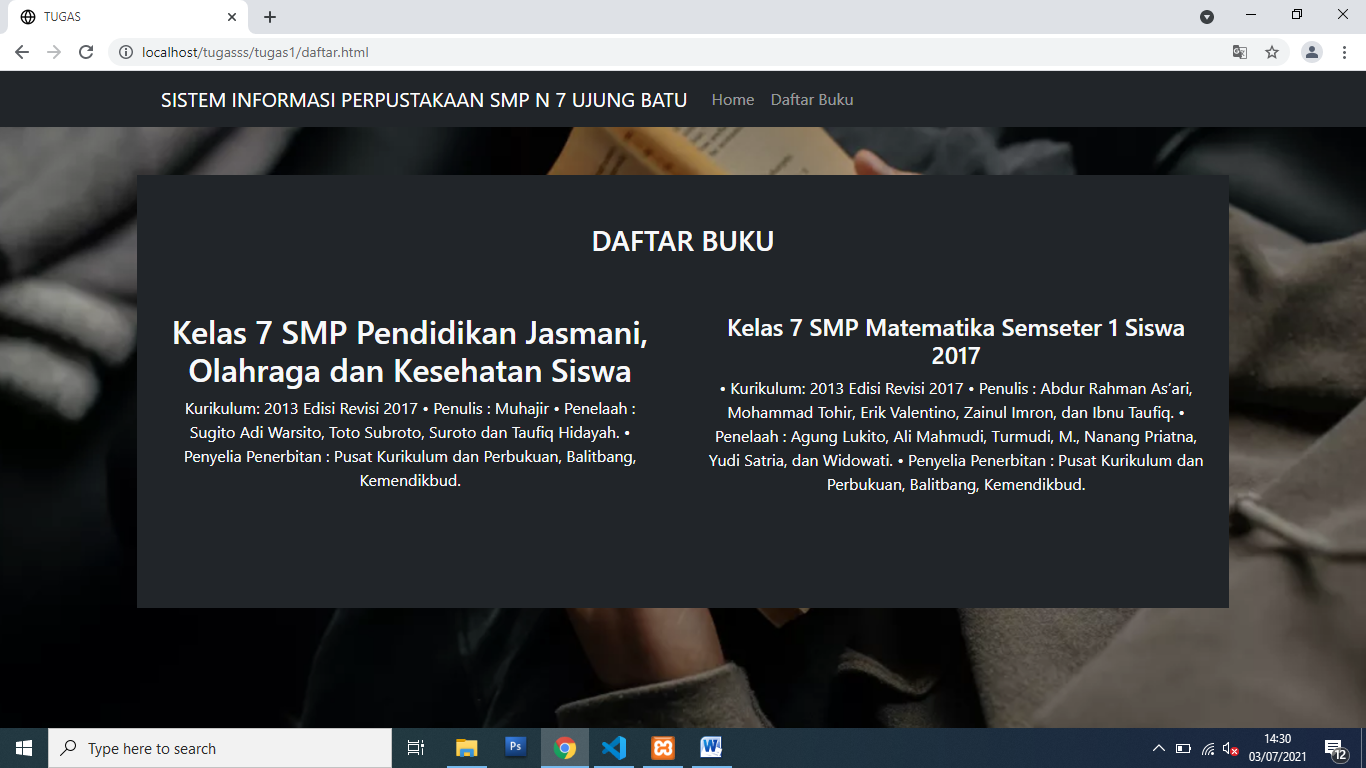 TUGAS
localhost/tugasss/tugas1/daftar.html
SISTEM INFORMASI PERPUSTAKAAN SMP N 7 UJUNG BATU
Home
Daftar Buku
DAFTAR BUKU
Kelas 7 SMP Pendidikan Jasmani,
Olahraga dan Kesehatan Siswa
Kurikulum: 2013 Edisi Revisi 2017 • Penulis : Muhajir • Penelaah :
Sugito Adi Warsito, Toto Subroto, Suroto dan Taufiq Hidayah. •
Penyelia Penerbitan : Pusat Kurikulum dan Perbukuan, Balitbang,
Kemendikbud.
Kelas 7 SMP Matematika Semseter 1 Siswa
2017
• Kurikulum: 2013 Edisi Revisi 2017 • Penulis : Abdur Rahman As’ari,
Mohammad Tohir, Erik Valentino, Zainul Imron, dan Ibnu Taufiq. •
Penelaah : Agung Lukito, Ali Mahmudi, Turmudi, M., Nanang Priatna,
Yudi Satria, dan Widowati. • Penyelia Penerbitan : Pusat Kurikulum dan
Perbukuan, Balitbang, Kemendikbud.
Type here to search
Ps
W
14:30
03/07/2021
12